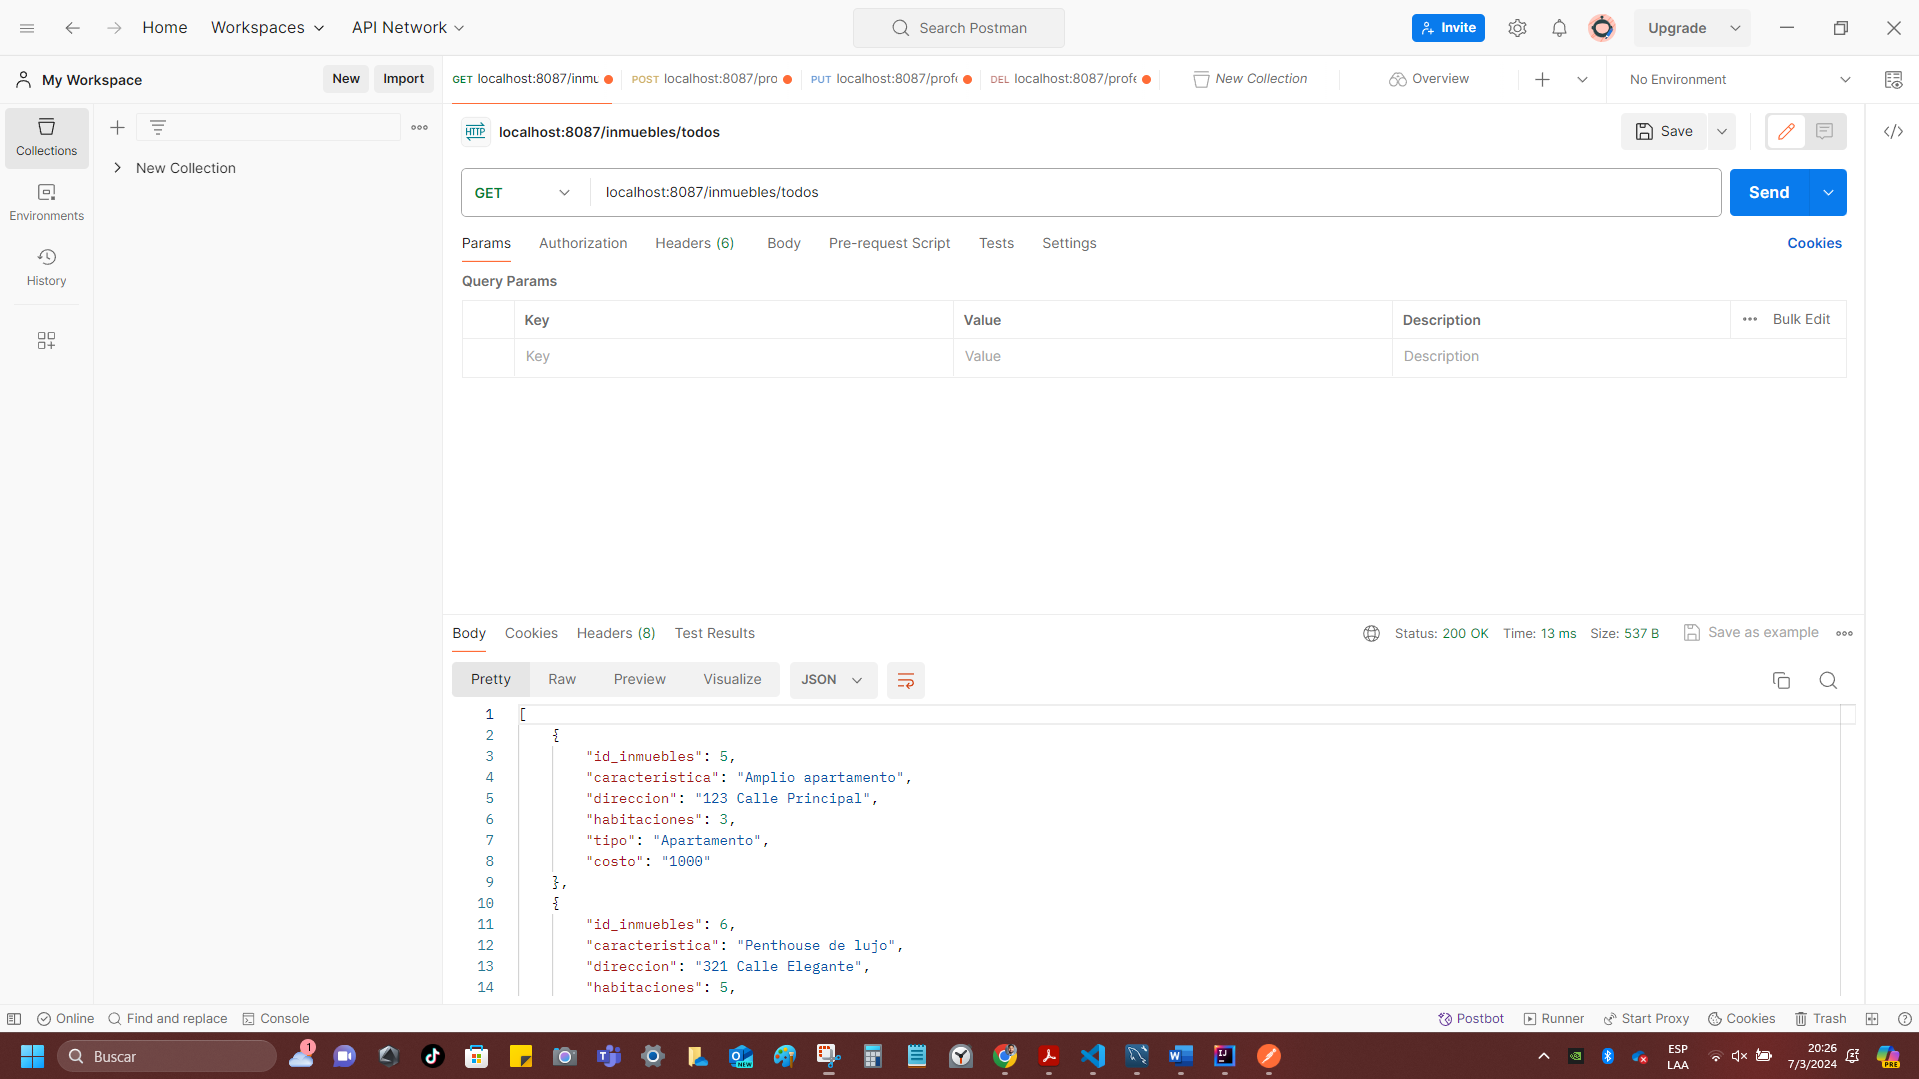 Home
Workspaces
API Network
Search Postman
Invite
Upgrade
My Workspace
New
Import
GET localhost:8087/inmu
POST localhost:8087/pro
PUT localhost:8087/profe
DEL localhost:8087/profe
New Collection
Overview
No Environment
Collections
Environments
History
New Collection
HTTP
localhost:8087/inmuebles/todos
Save
GET
localhost:8087/inmuebles/todos
Send
Params
Authorization
Headers (6)
Body
Pre-request Script
Tests
Settings
Cookies
Query Params
Key
Value
Description
Bulk Edit
Key
Value
Description
Body
Cookies
Headers (8)
Test Results
Status: 200 OK
Time: 13 ms
Size: 537 B
Save as example
Pretty
Raw
Preview
Visualize
JSON
1 [
2 {
3 "id_inmuebles": 5,
4 "caracteristica": "Amplio apartamento",
5 "direccion": "123 Calle Principal",
6 "habitaciones": 3,
7 "tipo": "Apartamento",
8 "costo": "1000"
9 },
10 {
11 "id_inmuebles": 6,
12 "caracteristica": "Penthouse de lujo",
13 "direccion": "321 Calle Elegante",
14 "habitaciones": 5,
Online
Find and replace
Console
Postbot
Runner
Start Proxy
Cookies
Trash
Buscar
1
NEW
ESP
LAA
20:26
7/3/2024
PRE